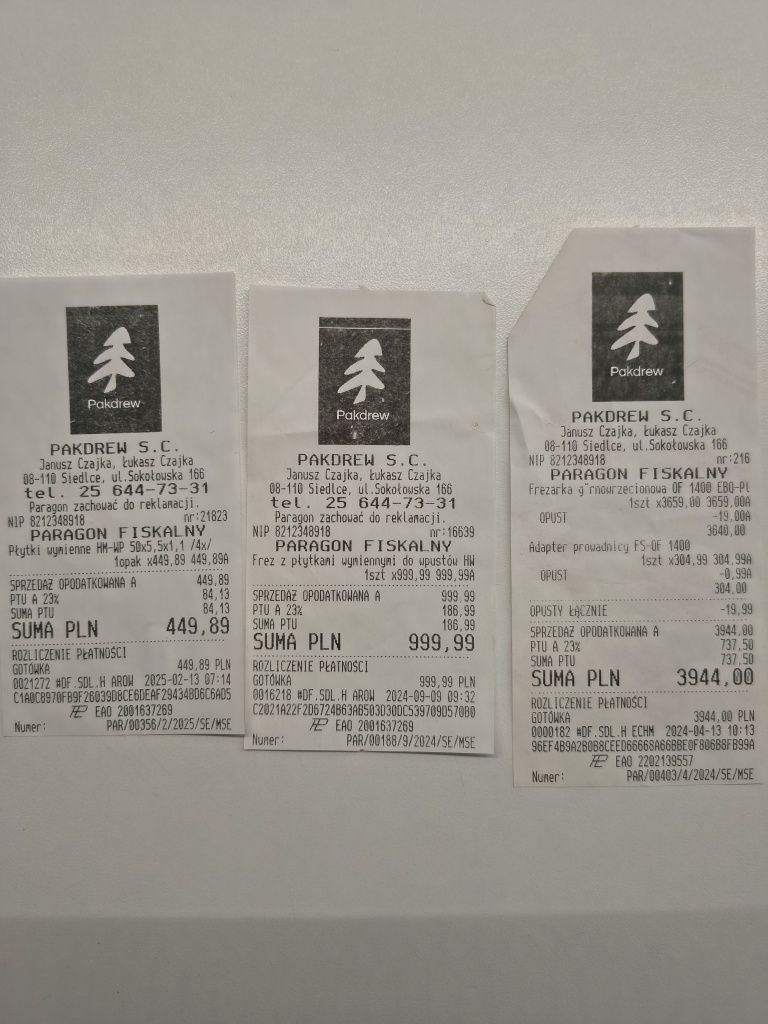 Pakdrew
PAKDREW S.C.
Janusz Czajka, Łukasz Czajka
08-110 Siedlce, ul.Sokołowska 166
tel. 25 644-73-31
Paragon zachować do reklamacji.
NIP 8212348918 nr:21823
PARAGON FISKALNY
Płytki wymienne HM-WP 50x5,5x1,1 /4x/
1opak x449,89 449,89A
SPRZEDAŻ OPODATKOWANA A 449,89
PTU A 23% 84,13
SUMA PTU 84,13
SUMA PLN 449,89
ROZLICZENIE PŁATNOŚCI
GOTÓWKA 449,89 PLN
0021272 #DF.SDL.H AROW 2025-02-13 07:14
C1A0CB970FB9F26039D8CE6DEAF29434BD6C6AD5
EAO 2001637269
Numer: PAR/00356/2/2025/SE/MSE
Pakdrew
PAKDREW S.C.
Janusz Czajka, Łukasz Czajka
08-110 Siedlce, ul.Sokołowska 166
tel. 25 644-73-31
Paragon zachować do reklamacji.
NIP 8212348918 nr:16639
PARAGON FISKALNY
Frez z płytkami wymiennymi do wpustów HW
1szt x999,99 999,99A
SPRZEDAŻ OPODATKOWANA A 999,99
PTU A 23% 186,99
SUMA PTU 186,99
SUMA PLN 999,99
ROZLICZENIE PŁATNOŚCI
GOTÓWKA 999,99 PLN
0016218 #DF.SDL.H AROW 2024-09-09 09:32
C2021A22F2D6724B63AB503D30DC539709D570B0
EAO 2001637269
Numer: PAR/00188/9/2024/SE/MSE
Pakdrew
PAKDREW S.C.
Janusz Czajka, Łukasz Czajka
08-110 Siedlce, ul.Sokołowska 166
NIP 8212348918 nr:216
PARAGON FISKALNY
Frezarka g˘rnowrzecionowa OF 1400 EBQ-Pl
1szt x3659,00 3659,00A
OPUST -19,00A
3640,00
Adapter prowadnicy FS-OF 1400
1szt x304,99 304,99A
OPUST -0,99A
304,00
OPUSTY ŁĄCZNIE -19,99
SPRZEDAŻ OPODATKOWANA A 3944,00
PTU A 23% 737,50
SUMA PTU 737,50
SUMA PLN 3944,00
ROZLICZENIE PŁATNOŚCI
GOTÓWKA 3944,00 PLN
0000182 #DF.SDL.H ECHM 2024-04-13 10:13
96EF4B9A2B0B8CEED66668A66BBE0F806B8FB99A
EAO 2202139557
Numer: PAR/00403/4/2024/SE/MSE